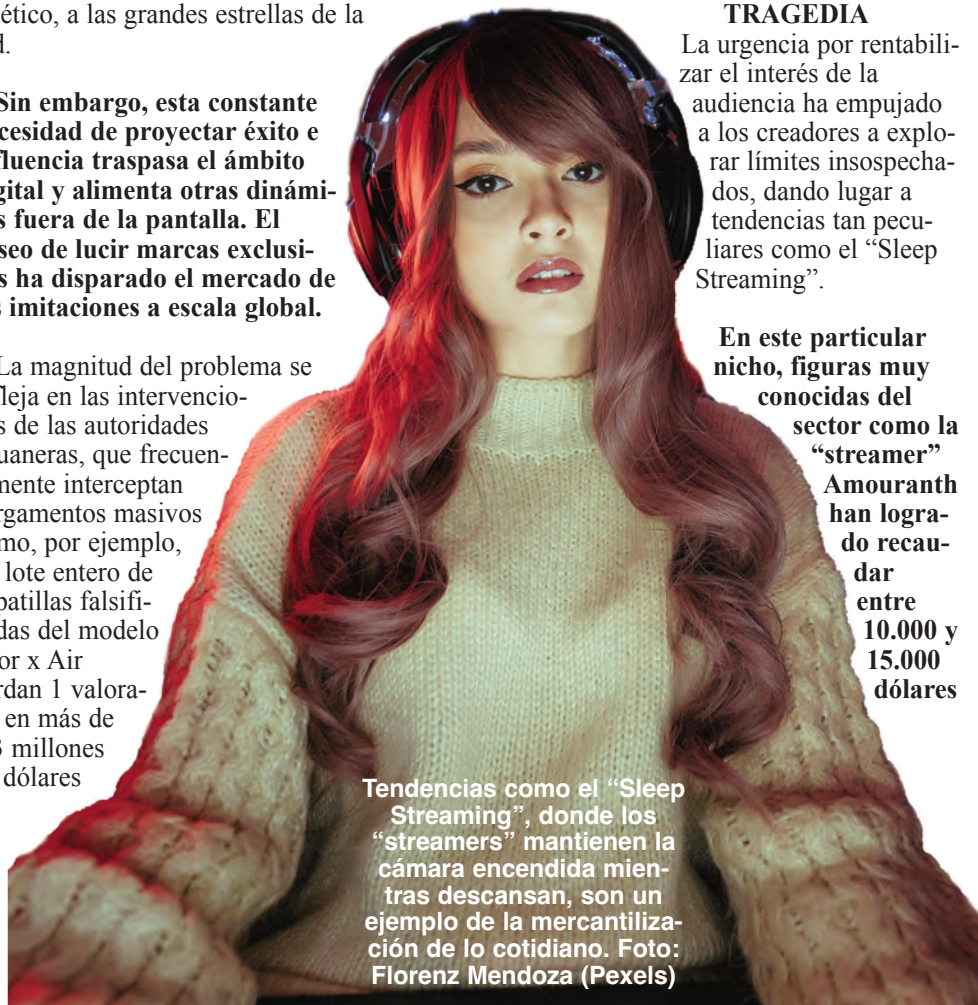 ético, a las grandes estrellas de la
d.
Sin embargo, esta constante
cesidad de proyectar éxito e
fluencia traspasa el ámbito
gital y alimenta otras dinámi-
s fuera de la pantalla. El
seo de lucir marcas exclusi-
s ha disparado el mercado de
s imitaciones a escala global.
La magnitud del problema se
fleja en las intervencio-
s de las autoridades
uaneras, que frecuen-
mente interceptan
rgamentos masivos
mo, por ejemplo,
lote entero de
patillas falsifi-
das del modelo
or x Air
rdan 1 valora-
en más de
3 millones
dólares
Tendencias como el “Sleep
Streaming”, donde los
“streamers” mantienen la
cámara encendida mien-
tras descansan, son un
ejemplo de la mercantiliza-
ción de lo cotidiano. Foto:
Florenz Mendoza (Pexels)
TRAGEDIA
La urgencia por rentabili-
zar el interés de la
audiencia ha empujado
a los creadores a explo-
rar límites insospecha-
dos, dando lugar a
tendencias tan pecu-
liares como el “Sleep
Streaming”.
En este particular
nicho, figuras muy
conocidas del
sector como la
“streamer”
Amouranth
han logra-
do recau-
dar
entre
10.000 y
15.000
dólares